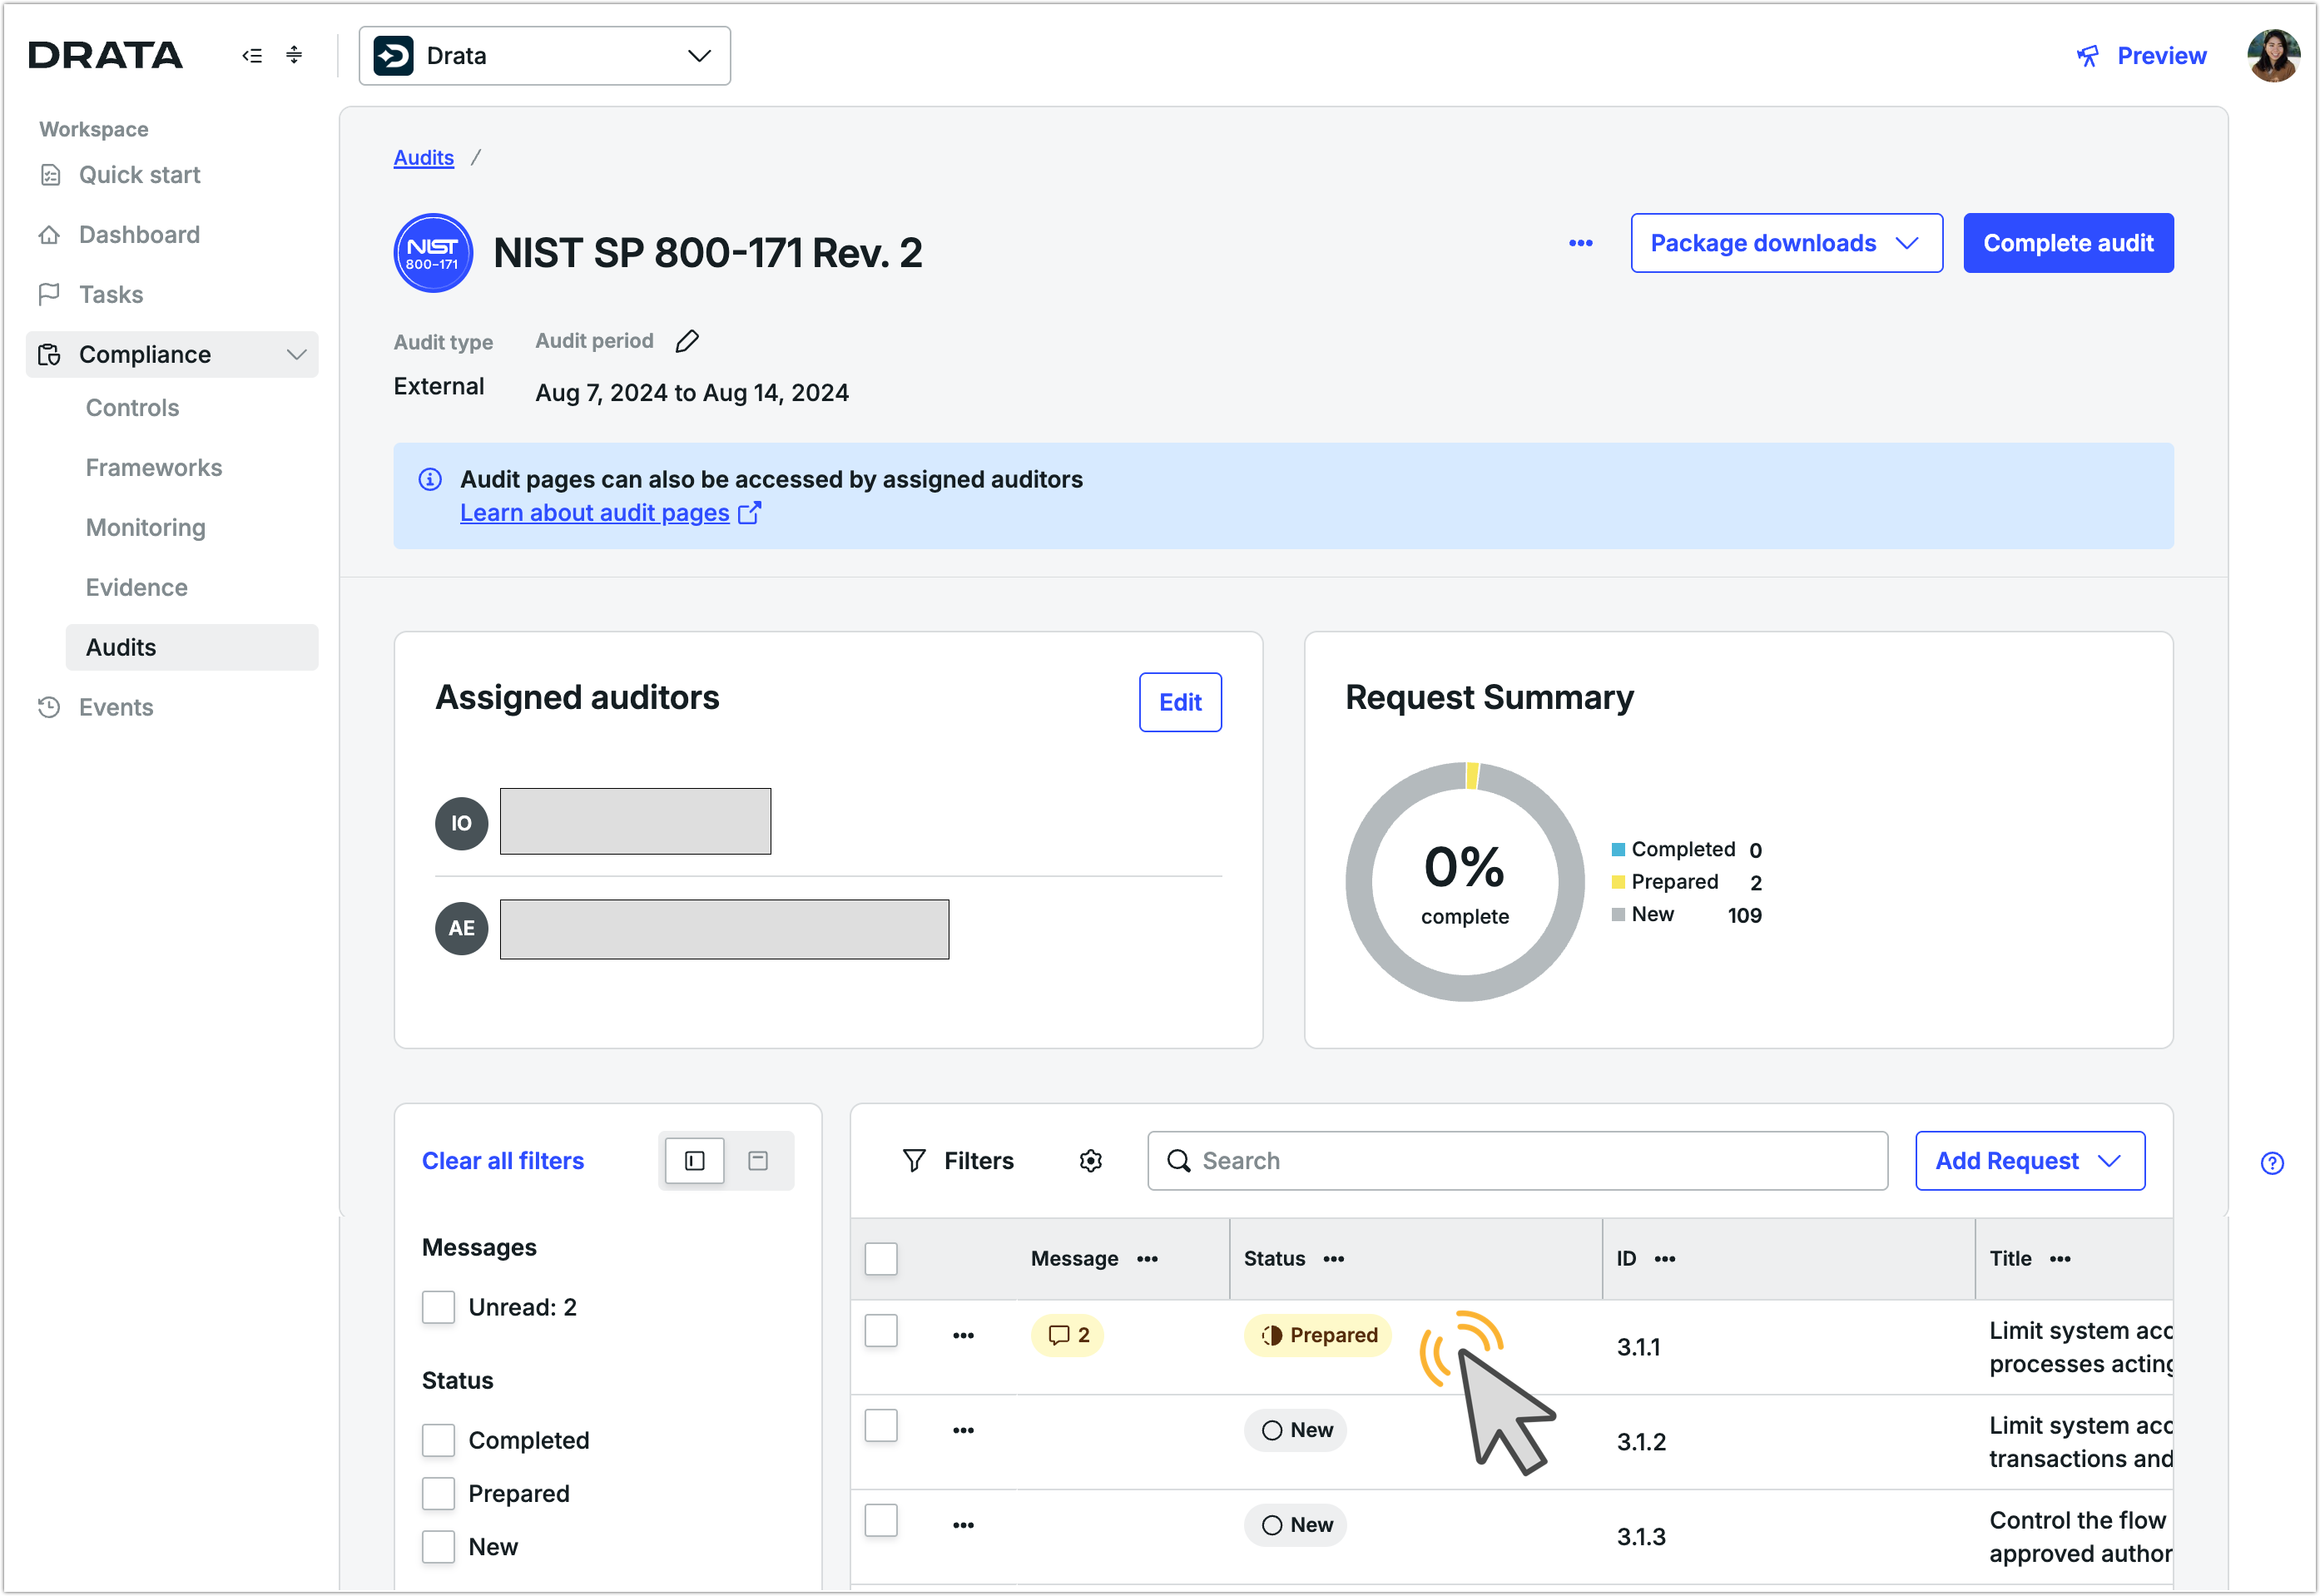 DRATA
Drata
Preview
Workspace
Quick start
Dashboard
Tasks
Compliance
Controls
Frameworks
Monitoring
Evidence
Audits
Events
Audits /
NIST
800-171
NIST SP 800-171 Rev. 2
Package downloads
Complete audit
Audit type
External
Audit period
Aug 7, 2024 to Aug 14, 2024
Audit pages can also be accessed by assigned auditors
Learn about audit pages
Assigned auditors
Edit
IO
AE
Request Summary
0%
complete
Completed 0
Prepared 2
New 109
Clear all filters
Messages
Unread: 2
Status
Completed
Prepared
New
Filters
Search
Add Request
Message
Status
ID
Title
2
Prepared
3.1.1
Limit system acc
processes acting
New
3.1.2
Limit system acc
transactions and
New
3.1.3
Control the flow
approved author